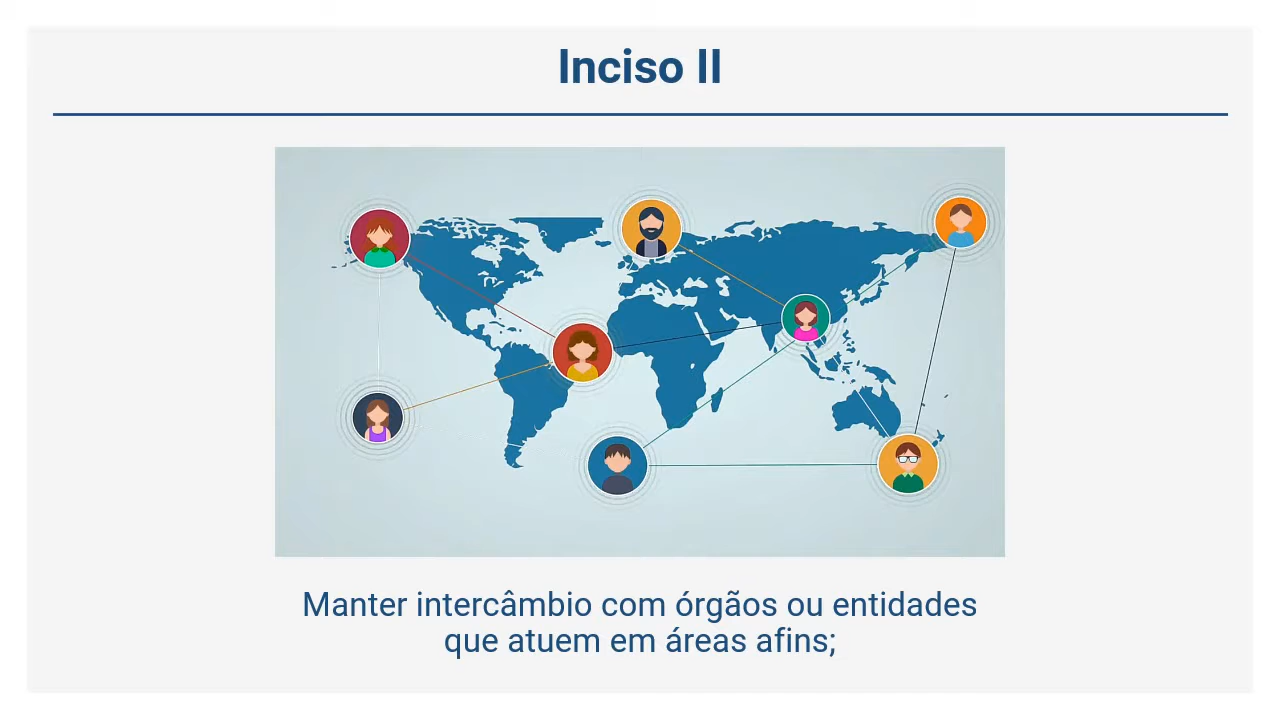 Inciso II
Manter intercâmbio com órgãos ou entidades
que atuem em áreas afins;